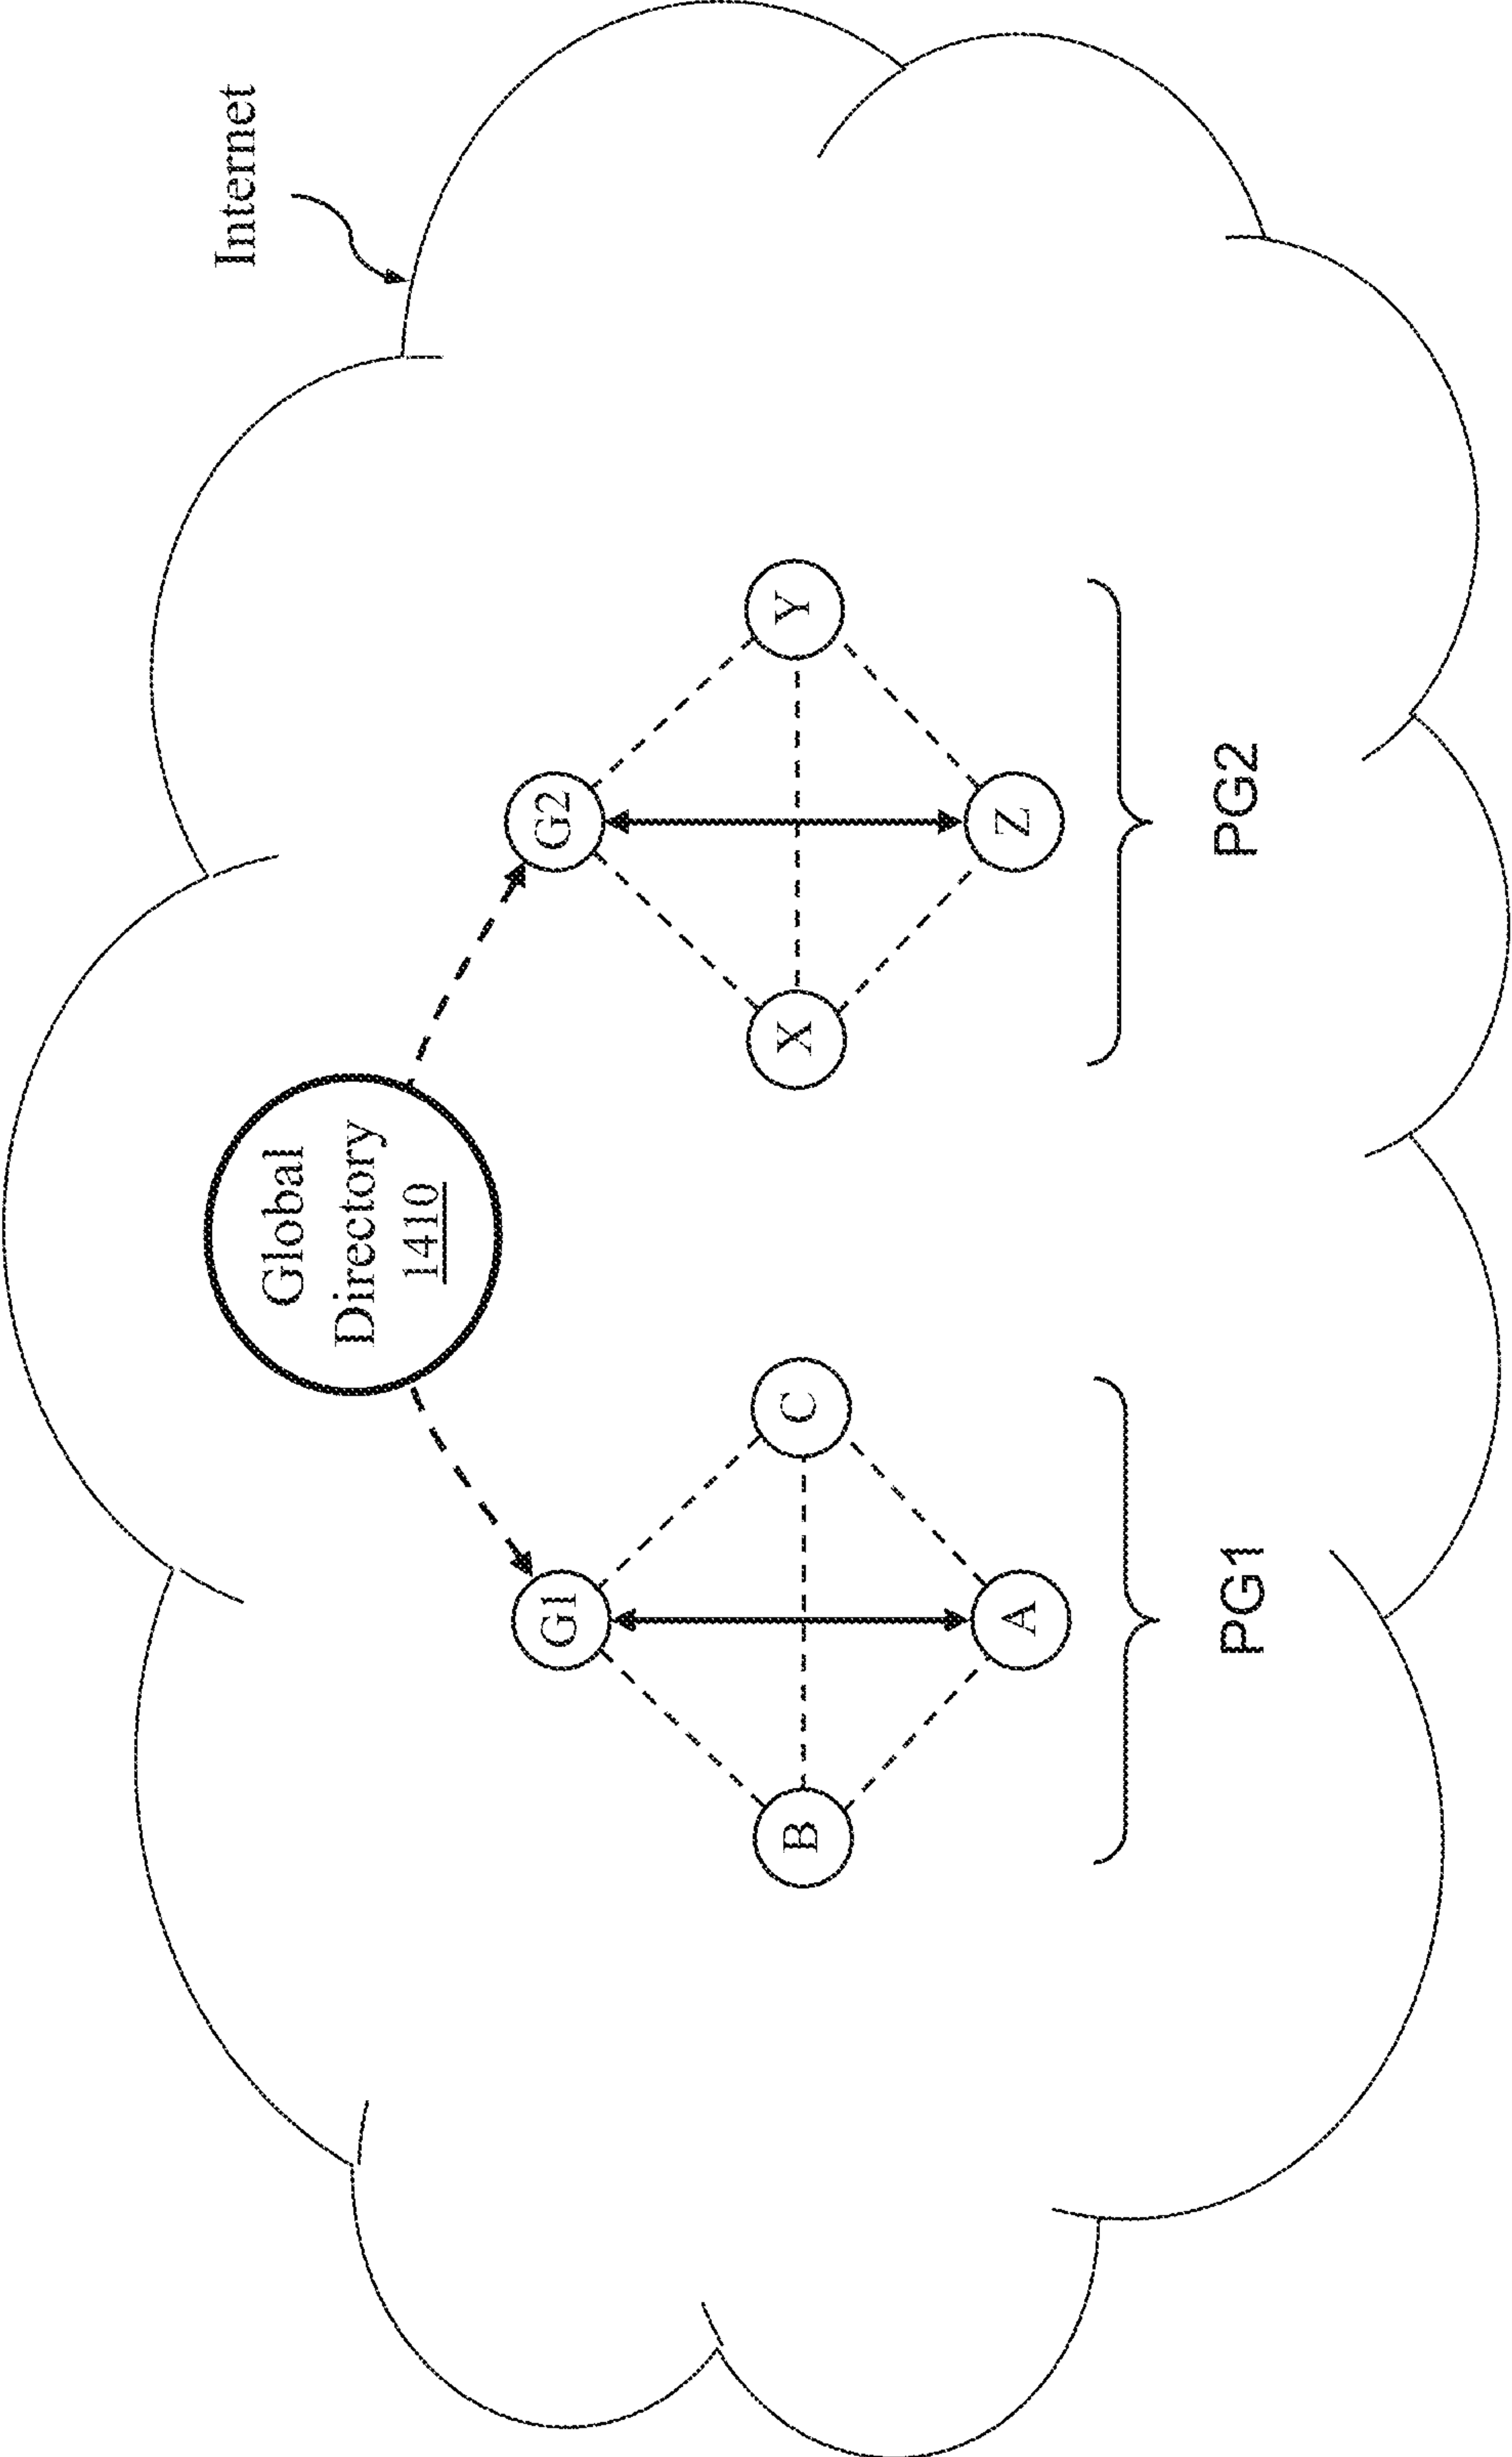 Internet
Global
Directory
1410
G1
G2
B
C
X
Y
A
Z
PG1
PG2